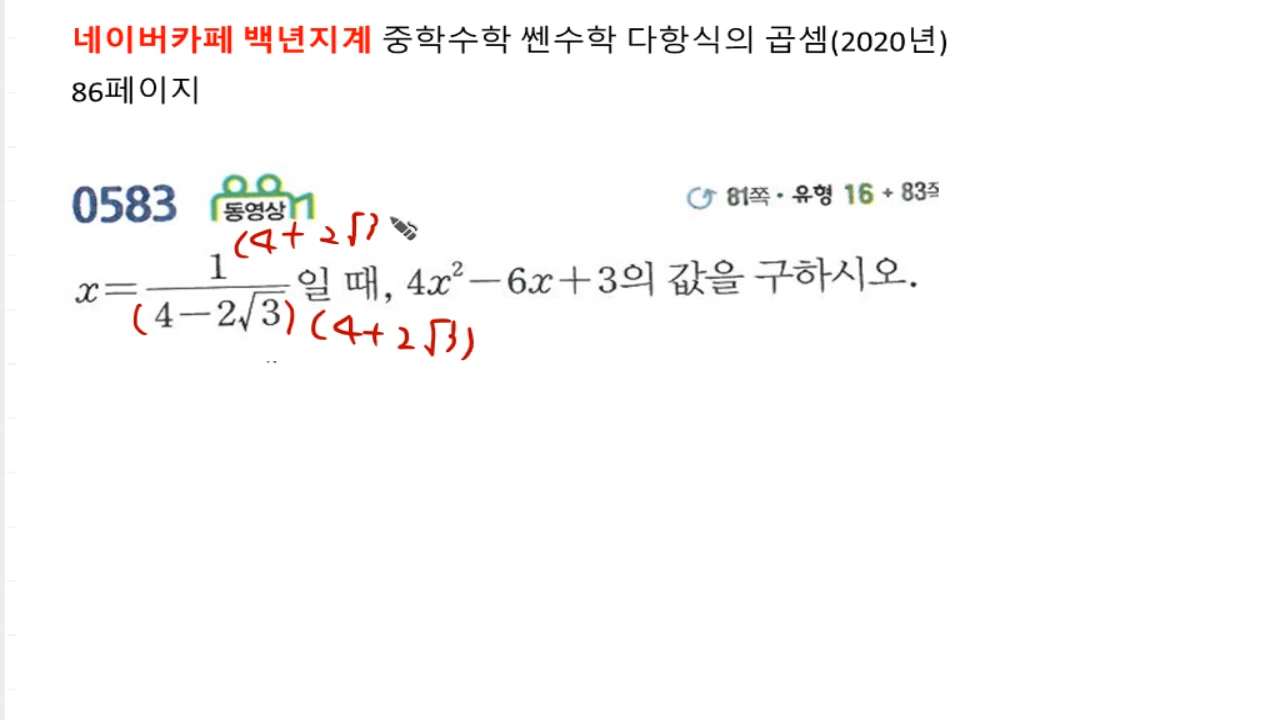 네이버카페 백년지계 중학수학 쎈수학 다항식의 곱셈(2020년)
86페이지
0583 동영상 81쪽 · 유형 16 + 83쪽
(4+2√3
x=1/(4-2√3)일 때, 4x²-6x+3의 값을 구하시오.
( ) (4+2√3)